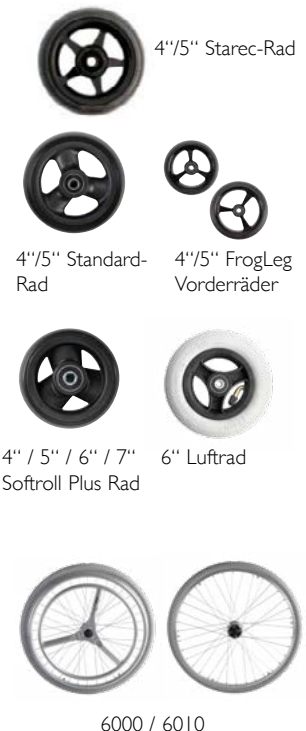 4“/5“ Starec-Rad
4“/5“ Standard-
Rad
4“/5“ FrogLeg
Vorderräder
4“ / 5“ / 6“ / 7“
Softroll Plus Rad
6“ Luftrad
6000 / 6010